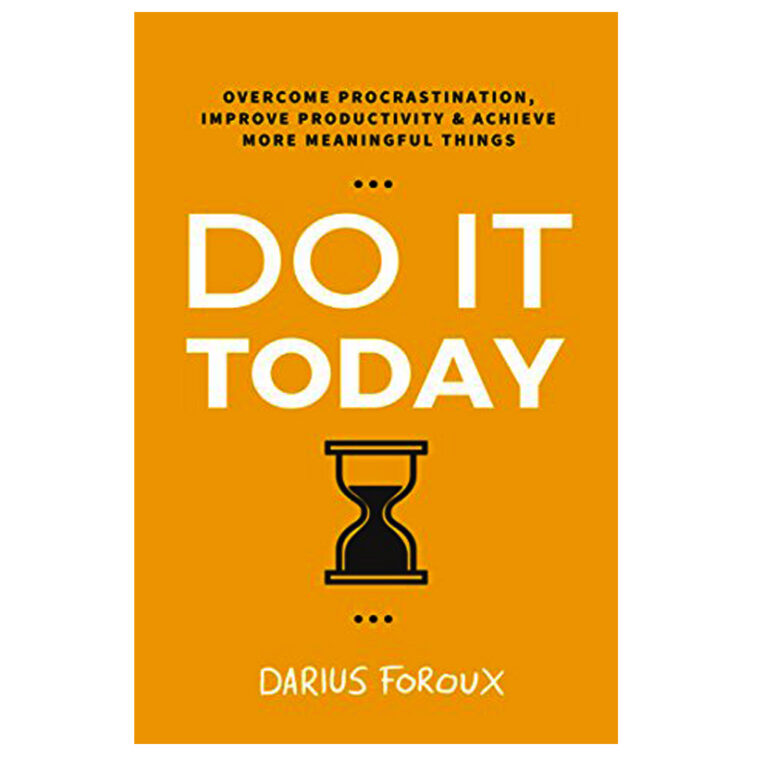 OVERCOME PROCRASTINATION,
IMPROVE PRODUCTIVITY & ACHIEVE
MORE MEANINGFUL THINGS
DO IT
TODAY
DARIUS FOROUX